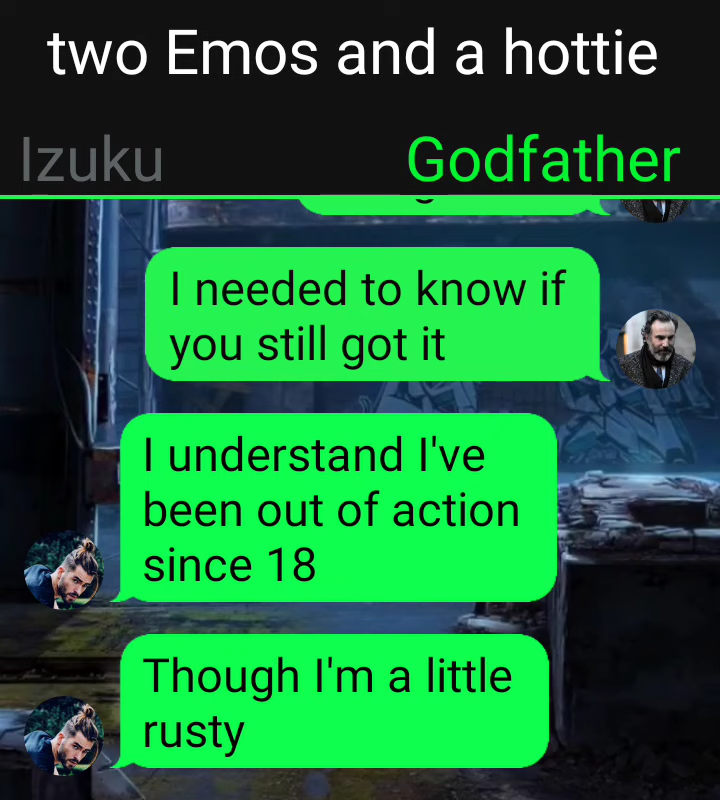 two Emos and a hottie
Izuku
Godfather
I needed to know if
you still got it
I understand I've
been out of action
since 18
Though I'm a little
rusty